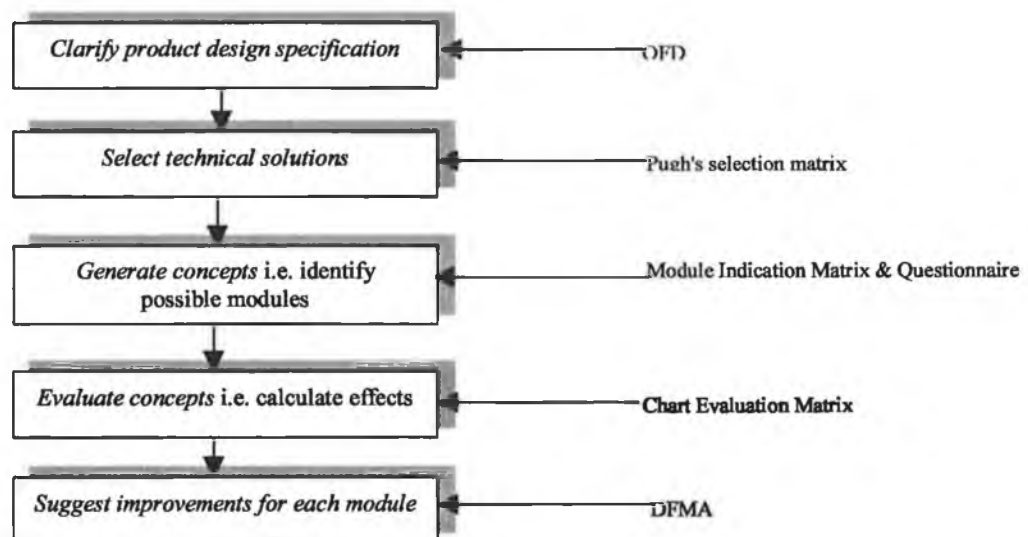 Clarify product design specification
QFD
Select technical solutions
Pugh's selection matrix
Generate concepts i.e. identify
possible modules
Module Indication Matrix & Questionnaire
Evaluate concepts i.e. calculate effects
Chart Evaluation Matrix
Suggest improvements for each module
DFMA